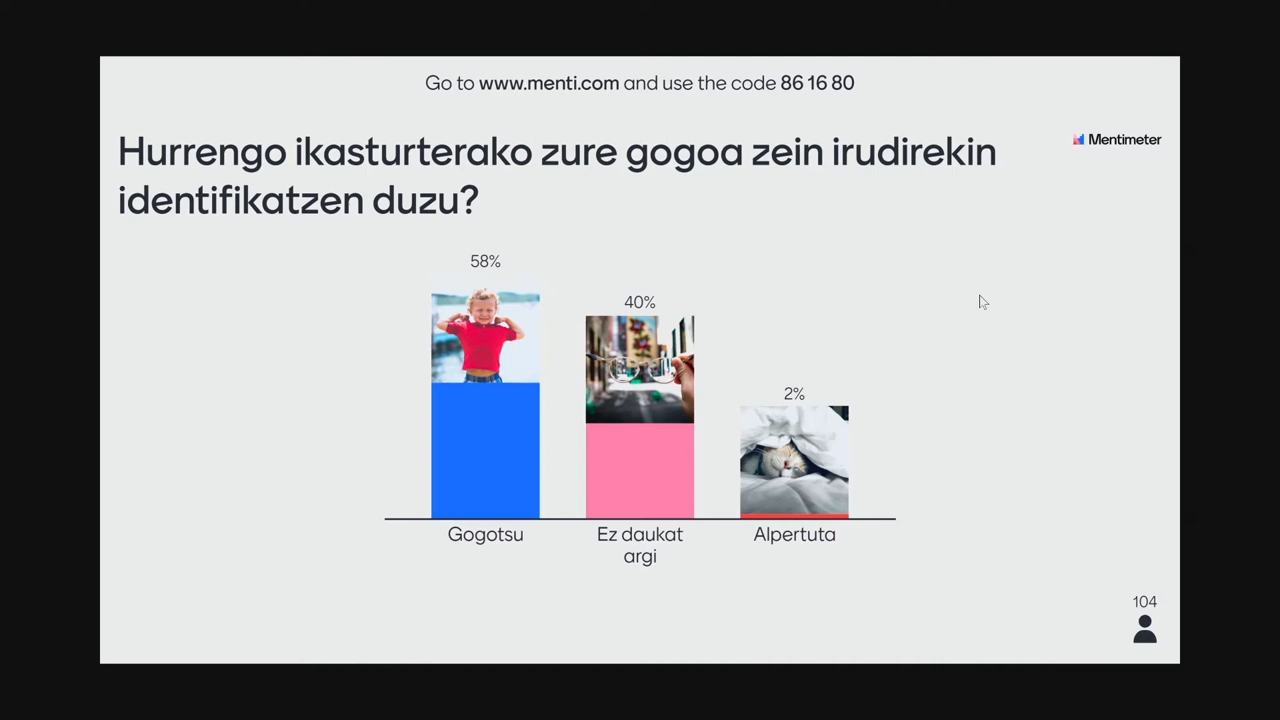 Go to www.menti.com and use the code 86 16 80
Hurrengo ikasturterako zure gogoa zein irudirekin
identifikatzen duzu?
Mentimeter
58%
40%
2%
Gogotsu
Ez daukat
argi
Alpertuta
104